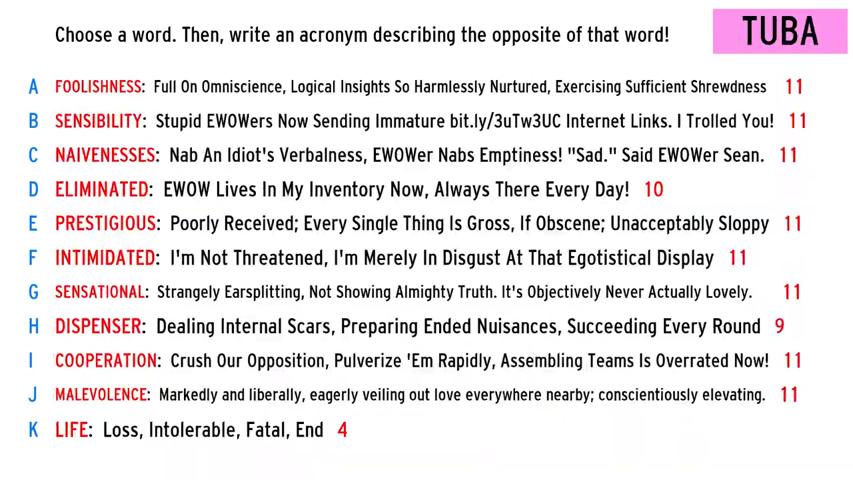 Choose a word. Then, write an acronym describing the opposite of that word!
TUBA
A FOOLISHNESS: Full On Omniscience, Logical Insights So Harmlessly Nurtured, Exercising Sufficient Shrewdness 11
B SENSIBILITY: Stupid EWOWers Now Sending Immature bit.ly/3uTw3UC Internet Links. I Trolled You! 11
C NAIVENESSES: Nab An Idiot's Verbalness, EWOWer Nabs Emptiness! "Sad." Said EWOWer Sean. 11
D ELIMINATED: EWOW Lives In My Inventory Now, Always There Every Day! 10
E PRESTIGIOUS: Poorly Received; Every Single Thing Is Gross, If Obscene; Unacceptably Sloppy 11
F INTIMIDATED: I'm Not Threatened, I'm Merely In Disgust At That Egotistical Display 11
G SENSATIONAL: Strangely Earsplitting, Not Showing Almighty Truth. It's Objectively Never Actually Lovely. 11
H DISPENSER: Dealing Internal Scars, Preparing Ended Nuisances, Succeeding Every Round 9
I COOPERATION: Crush Our Opposition, Pulverize 'Em Rapidly, Assembling Teams Is Overrated Now! 11
J MALEVOLENCE: Markedly and liberally, eagerly veiling out love everywhere nearby; conscientiously elevating. 11
K LIFE: Loss, Intolerable, Fatal, End 4